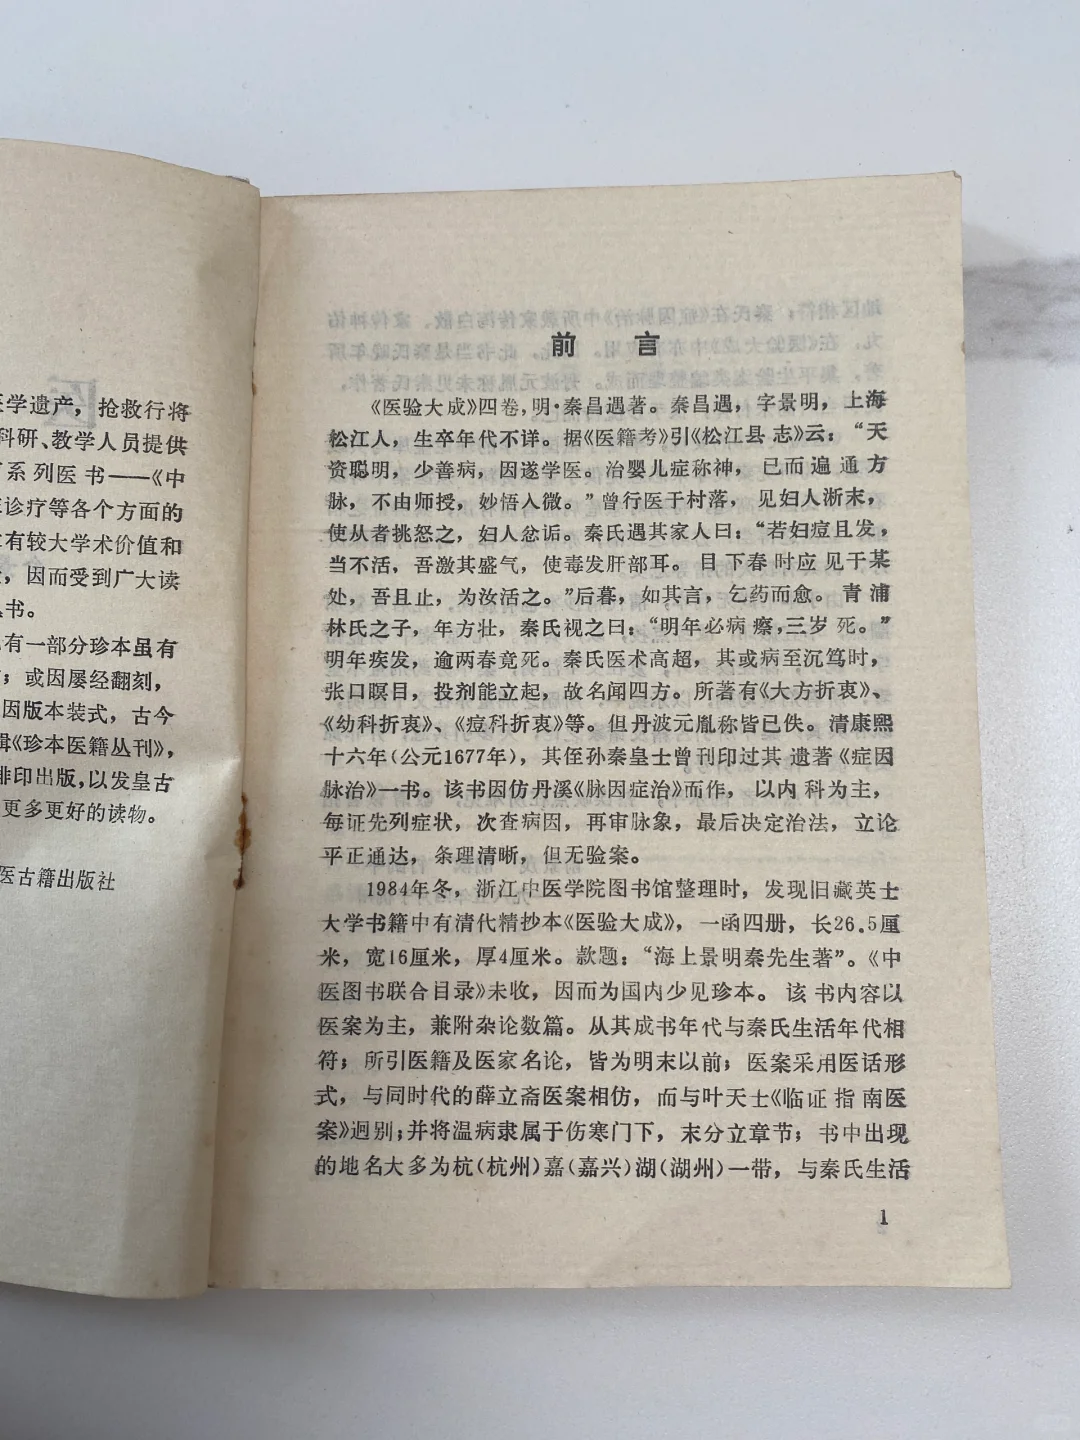 医学遗产，抢救行将
科研、教学人员提供
系列医书——《中
诊疗等各个方面的
有较大学术价值和
，因而受到广大读
书。
有一部分珍本虽有
；或因屡经翻刻，
因版本装式，古今
辑《珍本医籍丛刊》，
排印出版，以发皇古
更多更好的读物。
医古籍出版社
前言
《医验大成》四卷，明·秦昌遇著。秦昌遇，字景明，上海
松江人，生卒年代不详。据《医籍考》引《松江县志》云：“天
资聪明，少善病，因遂学医。治婴儿症称神，已而遍通方
脉，不由师授，妙悟入微。”曾行医于村落，见妇人淅末，
使从者挑怒之，妇人忿诟。秦氏遇其家人曰：“若妇痘且发，
当不活，吾激其盛气，使毒发肝部耳。目下春时应见于某
处，吾且止，为汝活之。”后暮，如其言，乞药而愈。青浦
林氏之子，年方壮，秦氏视之曰：“明年必病瘵，三岁死。”
明年疾发，逾两春竟死。秦氏医术高超，其或病至沉笃时，
张口瞑目，投剂能立起，故名闻四方。所著有《大方折衷》、
《幼科折衷》、《痘科折衷》等。但丹波元胤称皆已佚。清康熙
十六年（公元1677年），其侄孙秦皇士曾刊印过其遗著《症因
脉治》一书。该书因仿丹溪《脉因症治》而作，以内科为主，
每证先列症状，次查病因，再审脉象，最后决定治法，立论
平正通达，条理清晰，但无验案。
1984年冬，浙江中医学院图书馆整理时，发现旧藏英士
大学书籍中有清代精抄本《医验大成》，一函四册，长26.5厘
米，宽16厘米，厚4厘米。款题：“海上景明秦先生著”。《中
医图书联合目录》未收，因而为国内少见珍本。该书内容以
医案为主，兼附杂论数篇。从其成书年代与秦氏生活年代相
符；所引医籍及医家名论，皆为明末以前；医案采用医话形
式，与同时代的薛立斋医案相仿，而与叶天士《临证指南医
案》迥别；并将温病隶属于伤寒门下，末分立章节；书中出现
的地名大多为杭（杭州）嘉（嘉兴）湖（湖州）一带，与秦氏生活
1